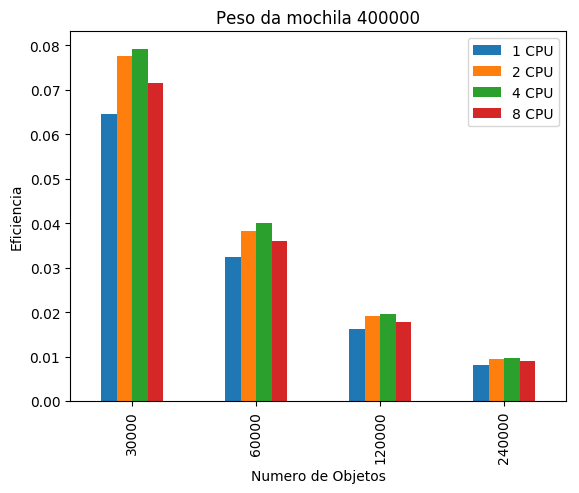 Peso da mochila 400000
1 CPU
2 CPU
4 CPU
8 CPU
Eficiencia
0.08
0.07
0.06
0.05
0.04
0.03
0.02
0.01
0.00
30000
60000
120000
240000
Numero de Objetos